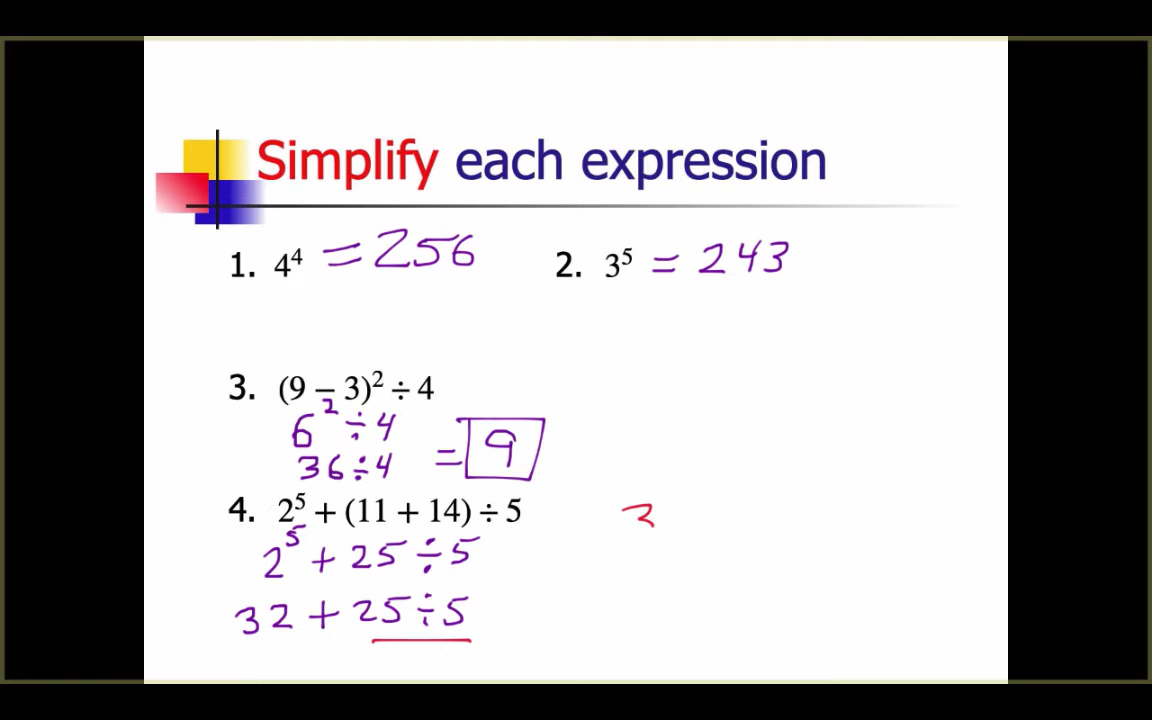 Simplify each expression
1. 4⁴ = 256 2. 3⁵ = 243
3. (9 − 3)² ÷ 4
6² ÷ 4
36 ÷ 4 = 9
4. 2⁵ + (11 + 14) ÷ 5 3
2⁵ + 25 ÷ 5
32 + 25 ÷ 5